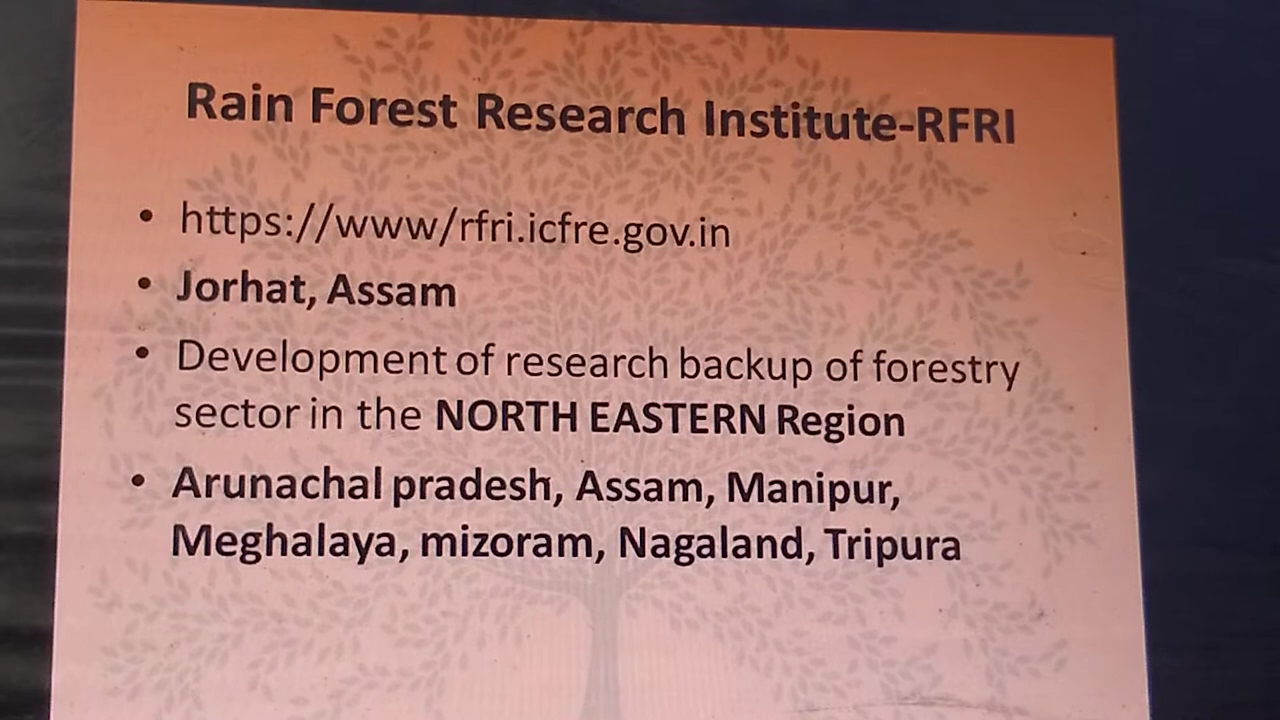 Rain Forest Research Institute-RFRI
• https://www/rfri.icfre.gov.in
• Jorhat, Assam
• Development of research backup of forestry
sector in the NORTH EASTERN Region
• Arunachal pradesh, Assam, Manipur,
Meghalaya, mizoram, Nagaland, Tripura